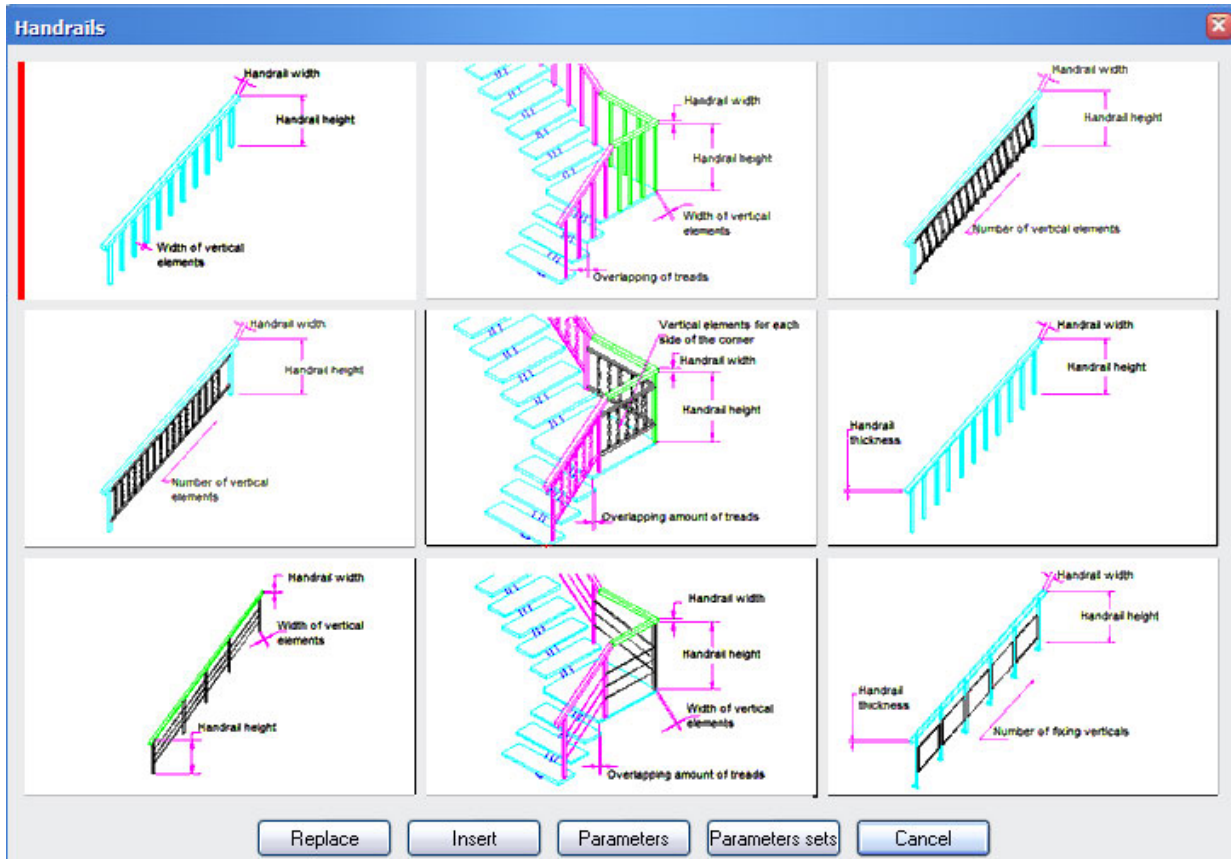 Handrails
Handrail width
Handrail height
Width of vertical
elements
Handrail width
Handrail height
Width of vertical
elements
Overlapping of treads
Handrail width
Handrail height
Number of vertical elements
Handrail width
Handrail height
Number of vertical
elements
Vertical elements for each
side of the corner
Handrail width
Handrail height
Overlapping amount of treads
Handrail width
Handrail height
Handrail
thickness
Handrail width
Width of vertical
elements
Handrail height
Handrail width
Handrail height
Width of vertical
elements
Overlapping amount of treads
Handrail width
Handrail height
Handrail
thickness
Number of fixing verticals
Replace
Insert
Parameters
Parameters sets
Cancel